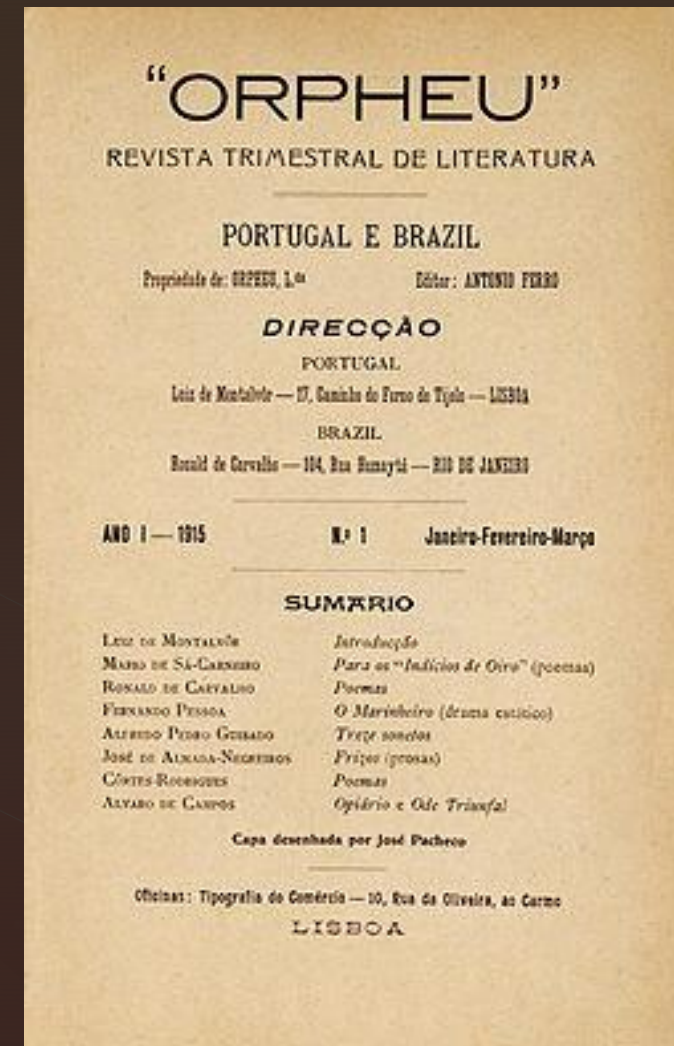 “ORPHEU”
REVISTA TRIMESTRAL DE LITERATURA
PORTUGAL E BRAZIL
Propriedade de: ORPHEU, L.da Editor: ANTONIO FERRO
DIRECÇÃO
PORTUGAL
Luiz de Montalvôr — 17, Caminho do Forno do Tijolo — LISBOA
BRAZIL
Ronald de Carvalho — 104, Rua Humaytá — RIO DE JANEIRO
ANO I — 1915 N.º 1 Janeiro-Fevereiro-Março
SUMARIO
LUIZ DE MONTALVÔR Introducção
MARIO DE SÁ-CARNEIRO Para os “Indícios de Oiro” (poemas)
RONALD DE CARVALHO Poemas
FERNANDO PESSOA O Marinheiro (drama estático)
ALFREDO PEDRO GUISADO Treze sonetos
JOSÉ DE ALMADA-NEGREIROS Frizos (prosas)
CÔRTES-RODRIGUES Poemas
ALVARO DE CAMPOS Opiário e Ode Triunfal
Capa desenhada por José Pacheco
Oficinas: Tipografia do Comércio — 10, Rua da Oliveira, ao Carmo
LISBOA